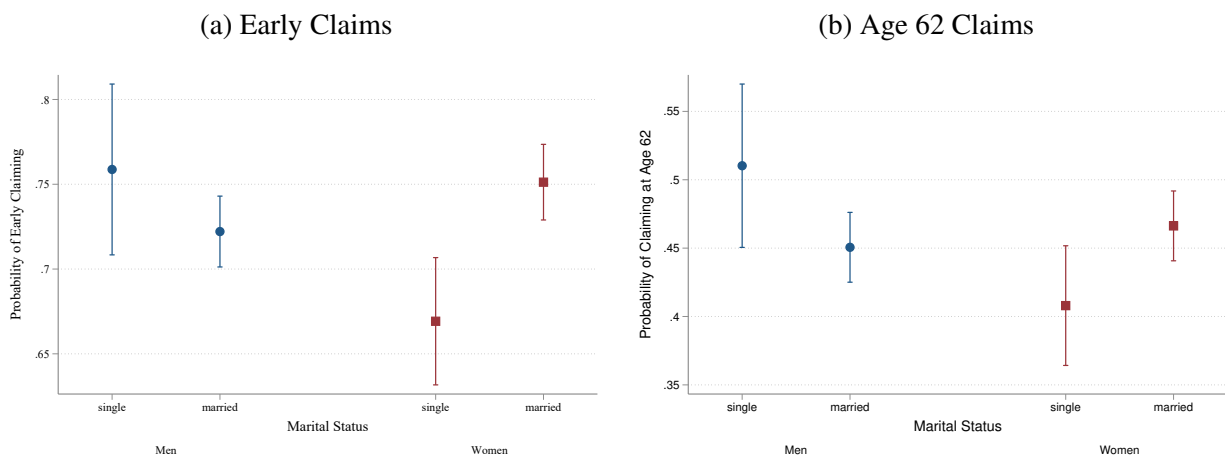 (a) Early Claims
Probability of Early Claiming
.8
.75
.7
.65
single married single married
Marital Status
Men Women
(b) Age 62 Claims
Probability of Claiming at Age 62
.55
.5
.45
.4
.35
single married single married
Marital Status
Men Women